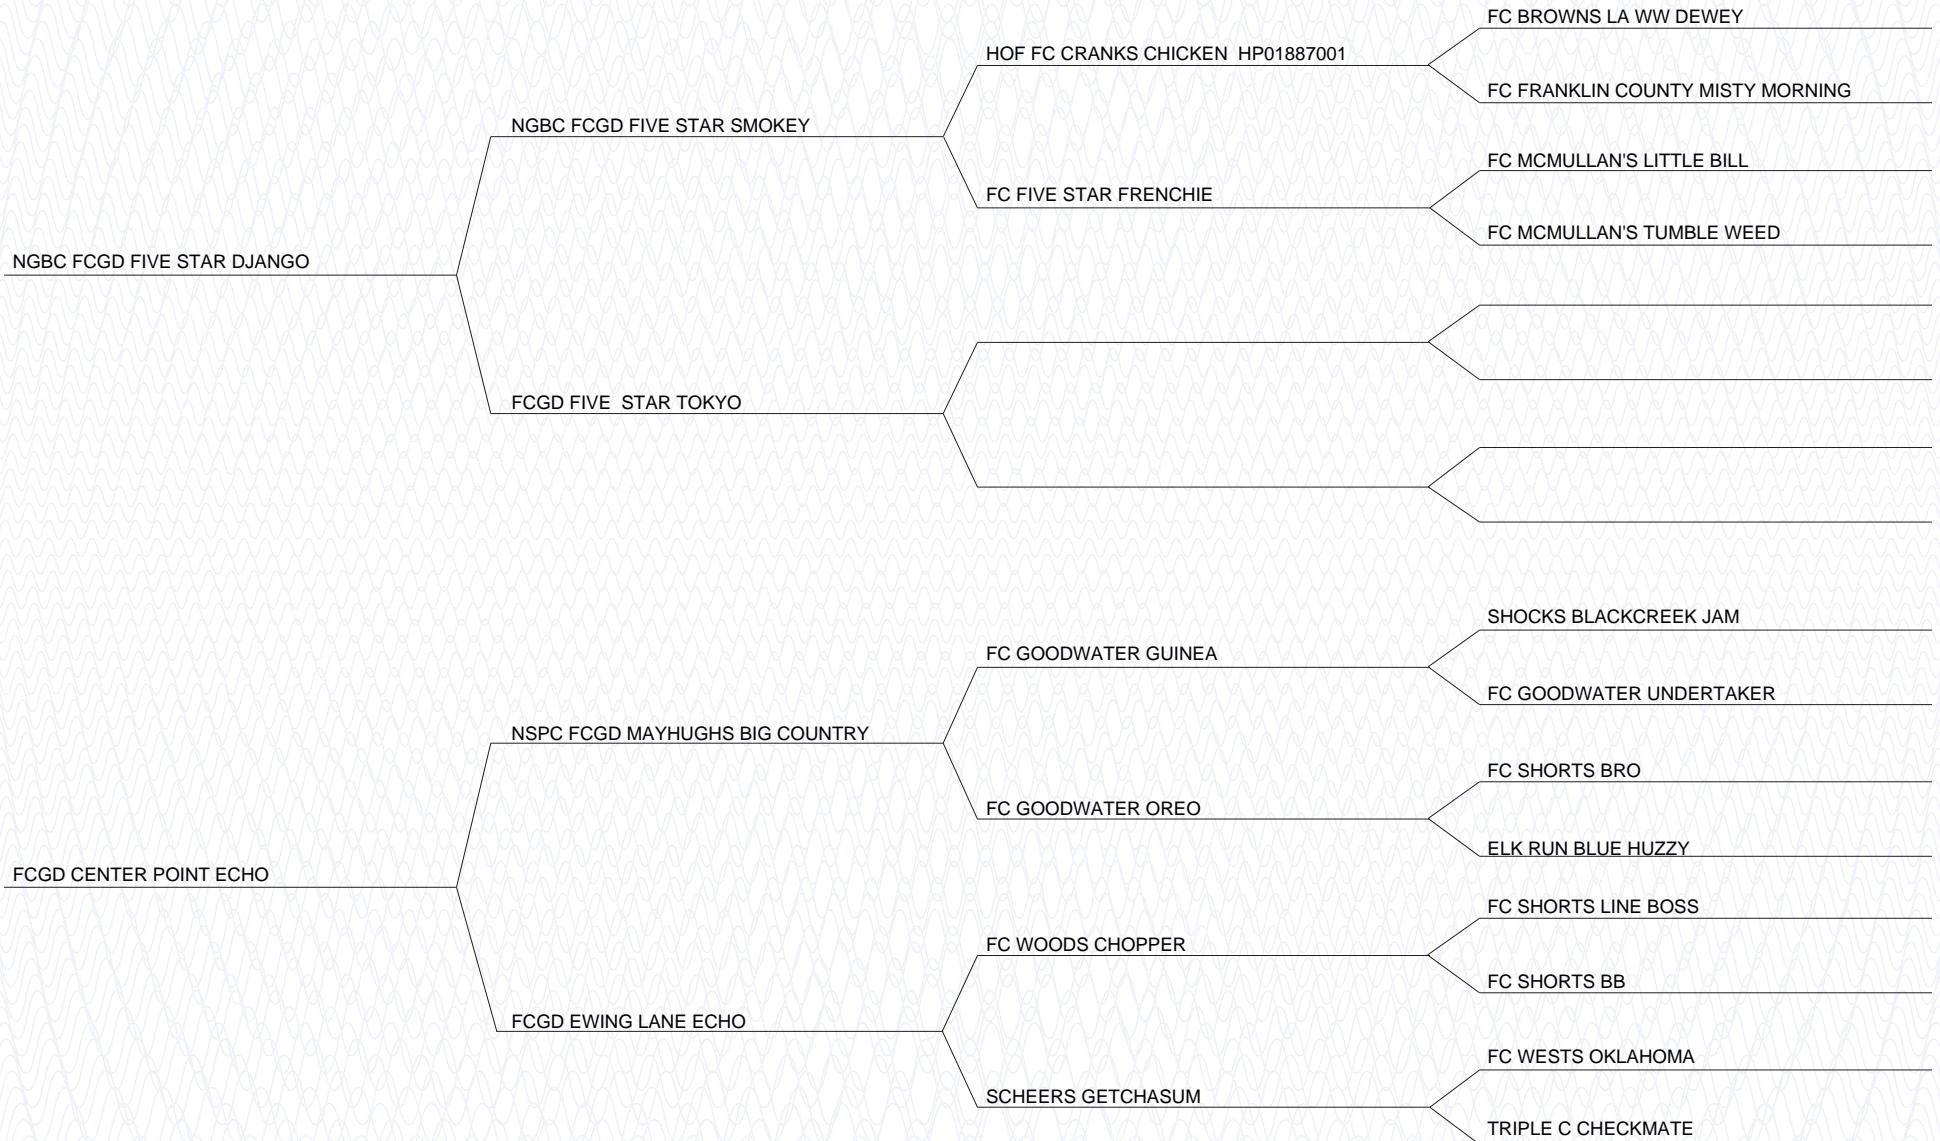 FC BROWNS LA WW DEWEY
HOF FC CRANKS CHICKEN  HP01887001
FC FRANKLIN COUNTY MISTY MORNING
NGBC FCGD FIVE STAR SMOKEY
FC MCMULLAN'S LITTLE BILL
FC FIVE STAR FRENCHIE
FC MCMULLAN'S TUMBLE WEED
NGBC FCGD FIVE STAR DJANGO
FCGD FIVE  STAR TOKYO
SHOCKS BLACKCREEK JAM
FC GOODWATER GUINEA
FC GOODWATER UNDERTAKER
NSPC FCGD MAYHUGHS BIG COUNTRY
FC SHORTS BRO
FC GOODWATER OREO
ELK RUN BLUE HUZZY
FCGD CENTER POINT ECHO
FC SHORTS LINE BOSS
FC WOODS CHOPPER
FC SHORTS BB
FCGD EWING LANE ECHO
FC WESTS OKLAHOMA
SCHEERS GETCHASUM
TRIPLE C CHECKMATE